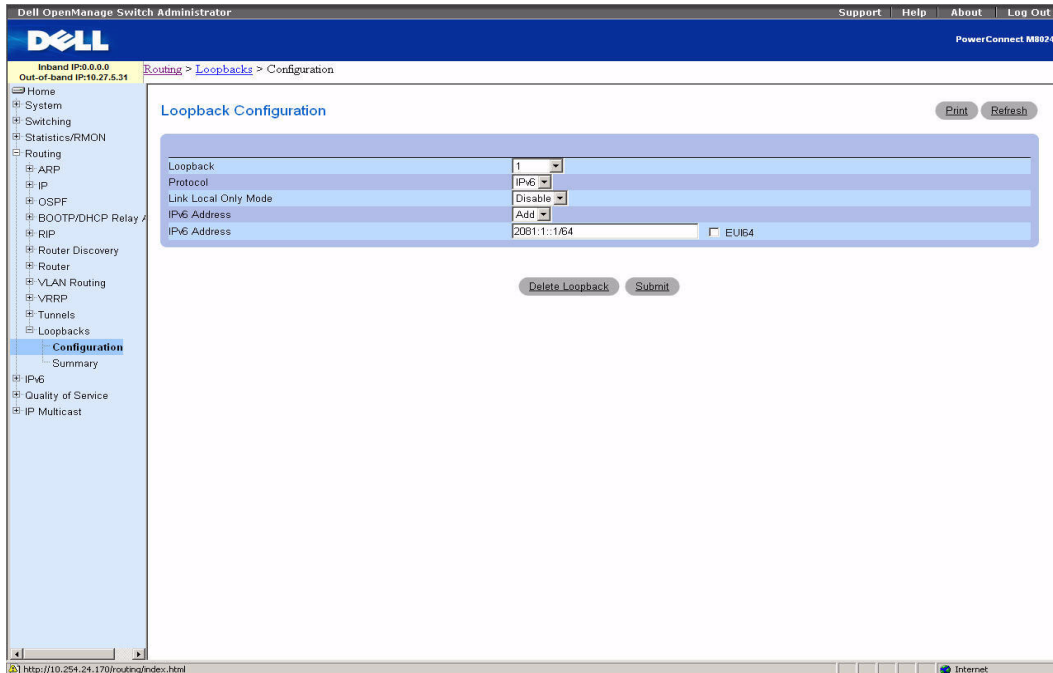 Dell OpenManage Switch Administrator
Support Help About Log Out
DELL
PowerConnect M8024
Inband IP:0.0.0.0
Out-of-band IP:10.27.5.31
Routing > Loopbacks > Configuration
Home
System
Switching
Statistics/RMON
Routing
ARP
IP
OSPF
BOOTP/DHCP Relay A
RIP
Router Discovery
Router
VLAN Routing
VRRP
Tunnels
Loopbacks
Configuration
Summary
IPv6
Quality of Service
IP Multicast
Loopback Configuration
Print Refresh
Loopback 1
Protocol IPv6
Link Local Only Mode Disable
IPv6 Address Add
IPv6 Address 2081:1::1/64 EUI64
Delete Loopback Submit
http://10.254.24.170/routing/index.html
Internet